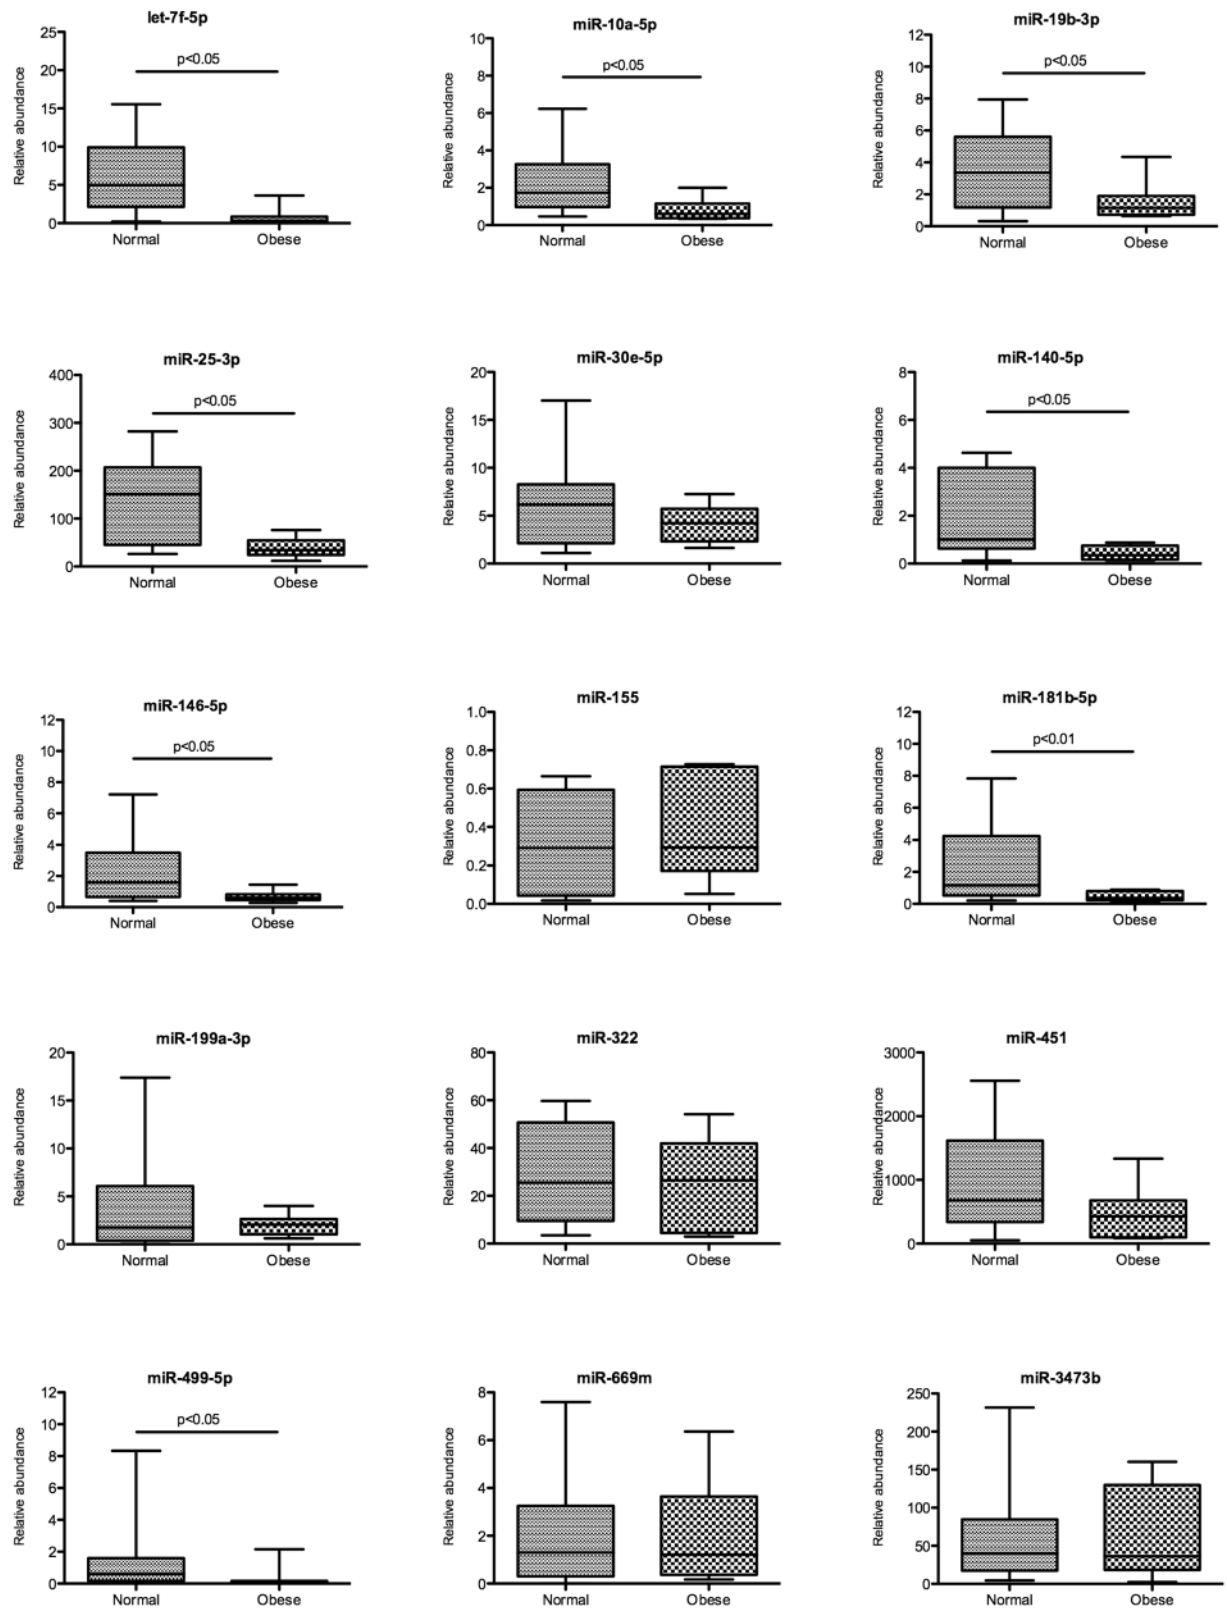 let-7f-5p
25
20
15
10
5
0
Relative abundance
p<0.05
Normal
Obese
miR-10a-5p
10
8
6
4
2
0
Relative abundance
p<0.05
Normal
Obese
miR-19b-3p
12
10
8
6
4
2
0
Relative abundance
p<0.05
Normal
Obese
miR-25-3p
400
300
200
100
0
Relative abundance
p<0.05
Normal
Obese
miR-30e-5p
20
15
10
5
0
Relative abundance
Normal
Obese
miR-140-5p
8
6
4
2
0
Relative abundance
p<0.05
Normal
Obese
miR-146-5p
12
10
8
6
4
2
0
Relative abundance
p<0.05
Normal
Obese
miR-155
1.0
0.8
0.6
0.4
0.2
0.0
Relative abundance
Normal
Obese
miR-181b-5p
12
10
8
6
4
2
0
Relative abundance
p<0.01
Normal
Obese
miR-199a-3p
20
15
10
5
0
Relative abundance
Normal
Obese
miR-322
80
60
40
20
0
Relative abundance
Normal
Obese
miR-451
3000
2000
1000
0
Relative abundance
Normal
Obese
miR-499-5p
12
10
8
6
4
2
0
Relative abundance
p<0.05
Normal
Obese
miR-669m
8
6
4
2
0
Relative abundance
Normal
Obese
miR-3473b
250
200
150
100
50
0
Relative abundance
Normal
Obese